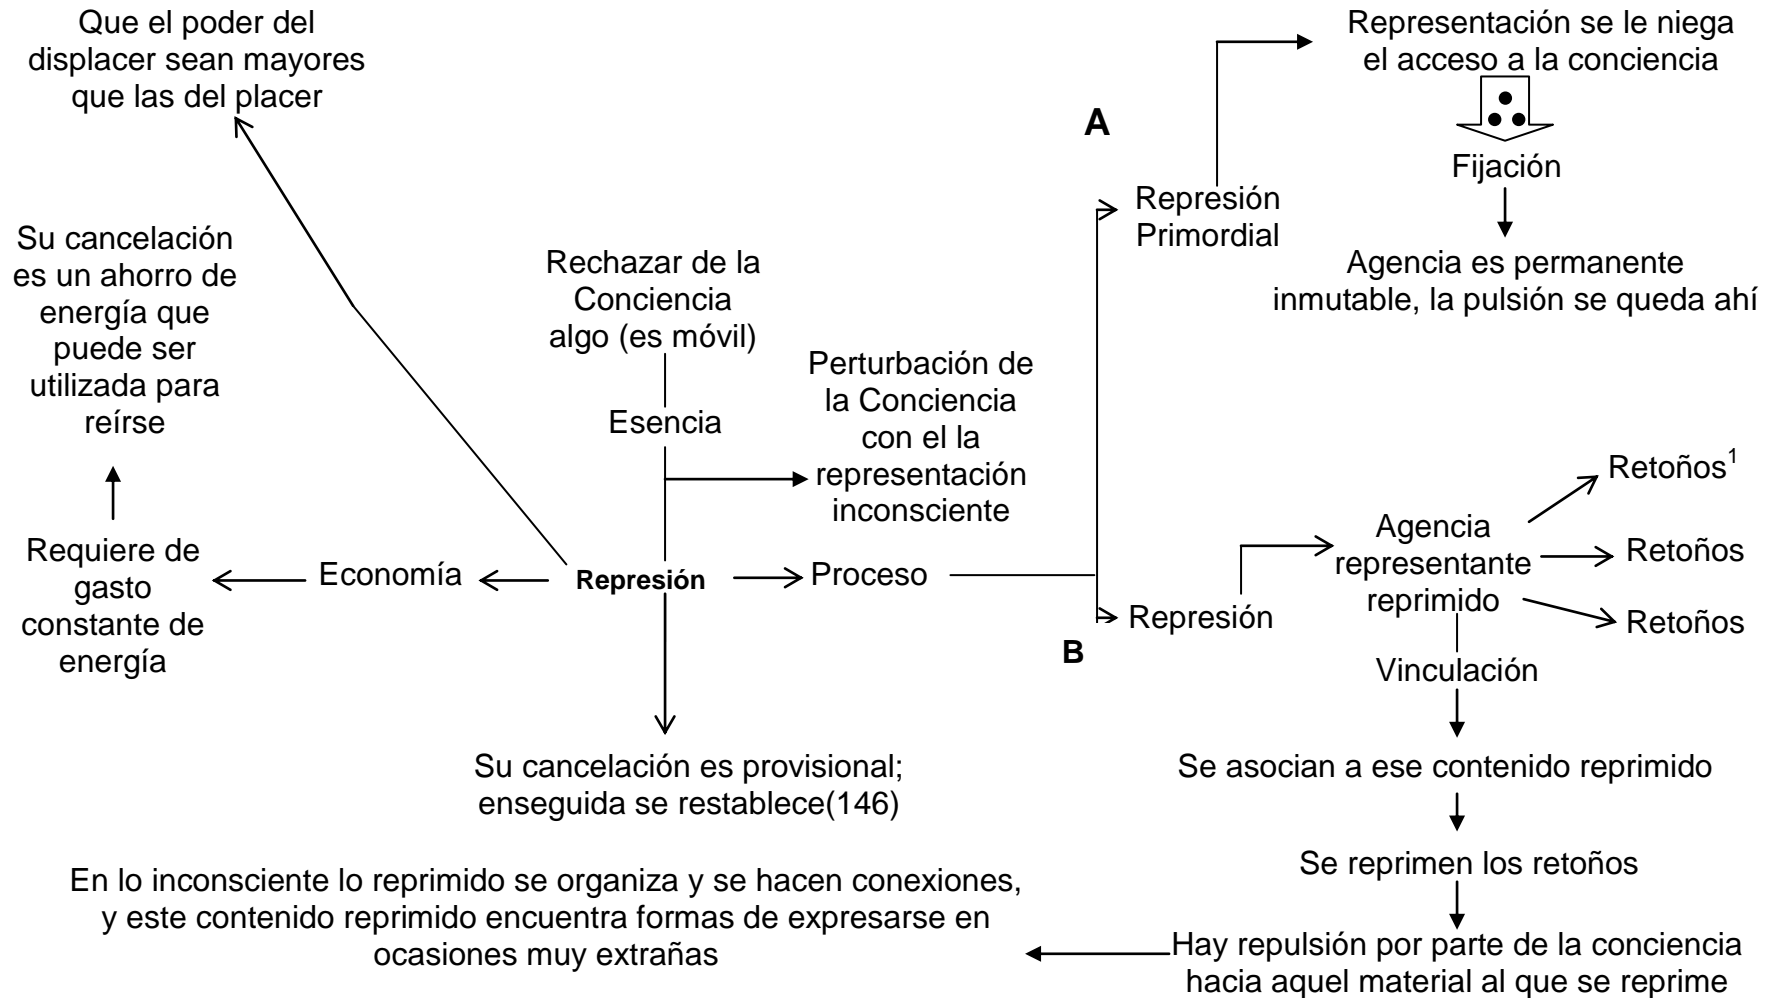 Que el poder del
displacer sean mayores
que las del placer
Su cancelación
es un ahorro de
energía que
puede ser
utilizada para
reírse
Requiere de
gasto
constante de
energía
Economía
Rechazar de la
Conciencia
algo (es móvil)
Esencia
Perturbación de
la Conciencia
con el la
representación
inconsciente
Represión
Proceso
Su cancelación es provisional;
enseguida se restablece(146)
A
Represión
Primordial
Representación se le niega
el acceso a la conciencia
Fijación
Agencia es permanente
inmutable, la pulsión se queda ahí
B
Represión
Agencia
representante
reprimido
Retoños¹
Retoños
Retoños
Vinculación
Se asocian a ese contenido reprimido
Se reprimen los retoños
Hay repulsión por parte de la conciencia
hacia aquel material al que se reprime
En lo inconsciente lo reprimido se organiza y se hacen conexiones,
y este contenido reprimido encuentra formas de expresarse en
ocasiones muy extrañas